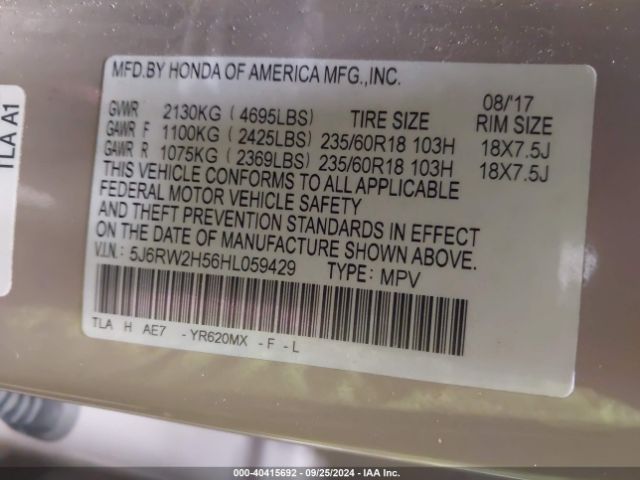 MFD.BY HONDA OF AMERICA MFG.,INC.
08/'17
GVWR 2130KG ( 4695LBS) TIRE SIZE RIM SIZE
GAWR F 1100KG ( 2425LBS) 235/60R18 103H 18X7.5J
GAWR R 1075KG ( 2369LBS) 235/60R18 103H 18X7.5J
THIS VEHICLE CONFORMS TO ALL APPLICABLE
FEDERAL MOTOR VEHICLE SAFETY
AND THEFT PREVENTION STANDARDS IN EFFECT
ON THE DATE OF MANUFACTURE SHOWN ABOVE.
V.I.N.: 5J6RW2H56HL059429 TYPE: MPV
TLA H AE7 - YR620MX - F - L
TLA A1
000-40415692 - 09/25/2024 - IAA Inc.